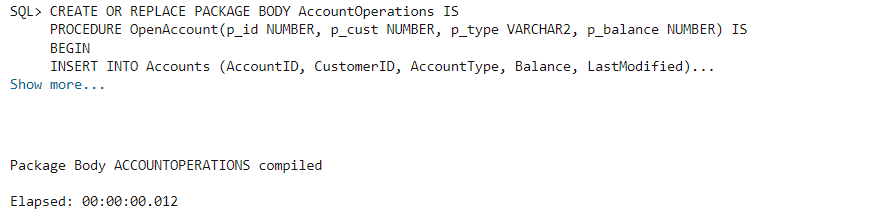 SQL> CREATE OR REPLACE PACKAGE BODY AccountOperations IS
PROCEDURE OpenAccount(p_id NUMBER, p_cust NUMBER, p_type VARCHAR2, p_balance NUMBER) IS
BEGIN
INSERT INTO Accounts (AccountID, CustomerID, AccountType, Balance, LastModified)...
Show more...
Package Body ACCOUNTOPERATIONS compiled
Elapsed: 00:00:00.012